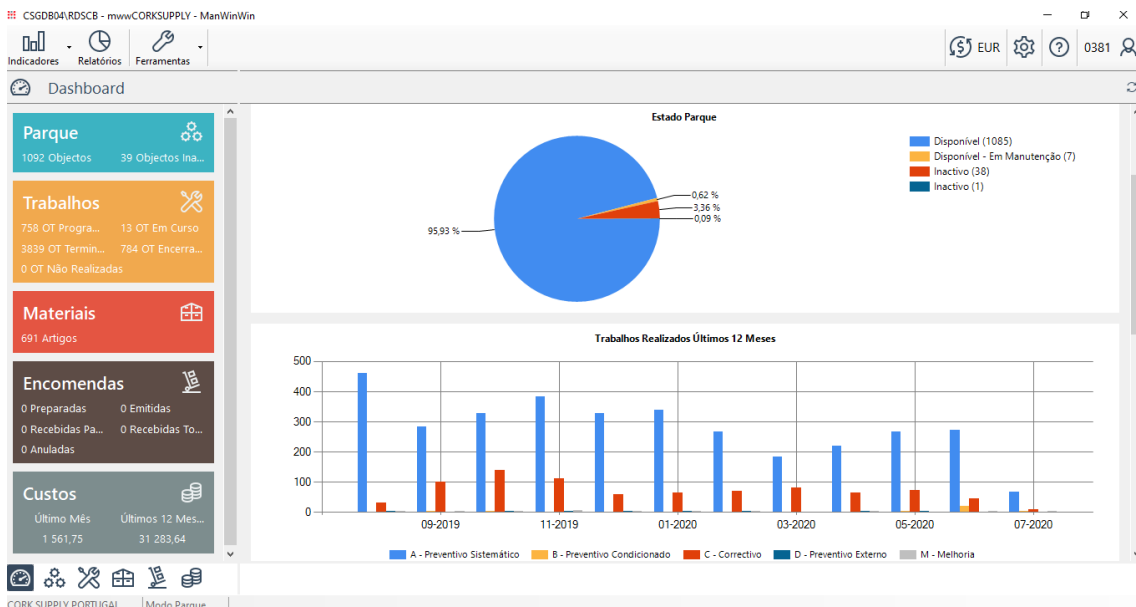 CSGDB04\RDSCB - mwwCORKSUPPLY - ManWinWin
Indicadores Relatórios Ferramentas
EUR 0381
Dashboard
Parque
1092 Objectos 39 Objectos Ina...
Trabalhos
758 OT Progra... 13 OT Em Curso
3839 OT Termin... 784 OT Encerra...
0 OT Não Realizadas
Materiais
691 Artigos
Encomendas
0 Preparadas 0 Emitidas
0 Recebidas Pa... 0 Recebidas To...
0 Anuladas
Custos
Último Mês Últimos 12 Mes...
1 561,75 31 283,64
Estado Parque
95,93 %
0,62 %
3,36 %
0,09 %
Disponível (1085)
Disponível - Em Manutenção (7)
Inactivo (38)
Inactivo (1)
Trabalhos Realizados Últimos 12 Meses
500
400
300
200
100
0
09-2019 11-2019 01-2020 03-2020 05-2020 07-2020
A - Preventivo Sistemático B - Preventivo Condicionado C - Correctivo D - Preventivo Externo M - Melhoria
CORK SUPPLY PORTUGAL Modo Parque